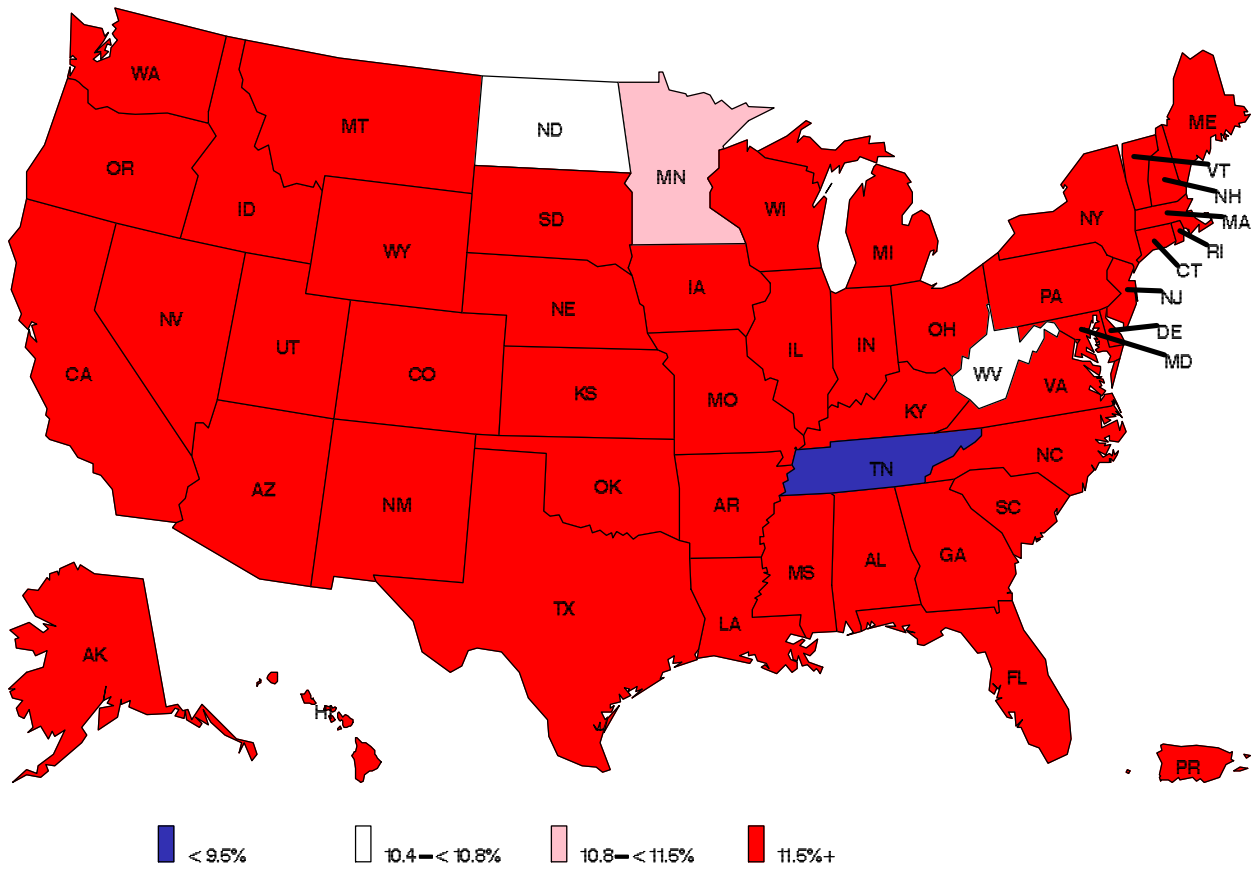 WA
MT
ND
ME
OR
MN
VT
NH
ID
SD
WI
NY
MA
WY
MI
RI
CT
IA
PA
NJ
NV
NE
OH
DE
UT
IL
IN
MD
CA
CO
WV
KS
MO
VA
KY
NC
AZ
OK
TN
NM
AR
SC
GA
MS
AL
TX
LA
AK
FL
HI
PR
< 9.5%
10.4—< 10.8%
10.8—< 11.5%
11.5%+